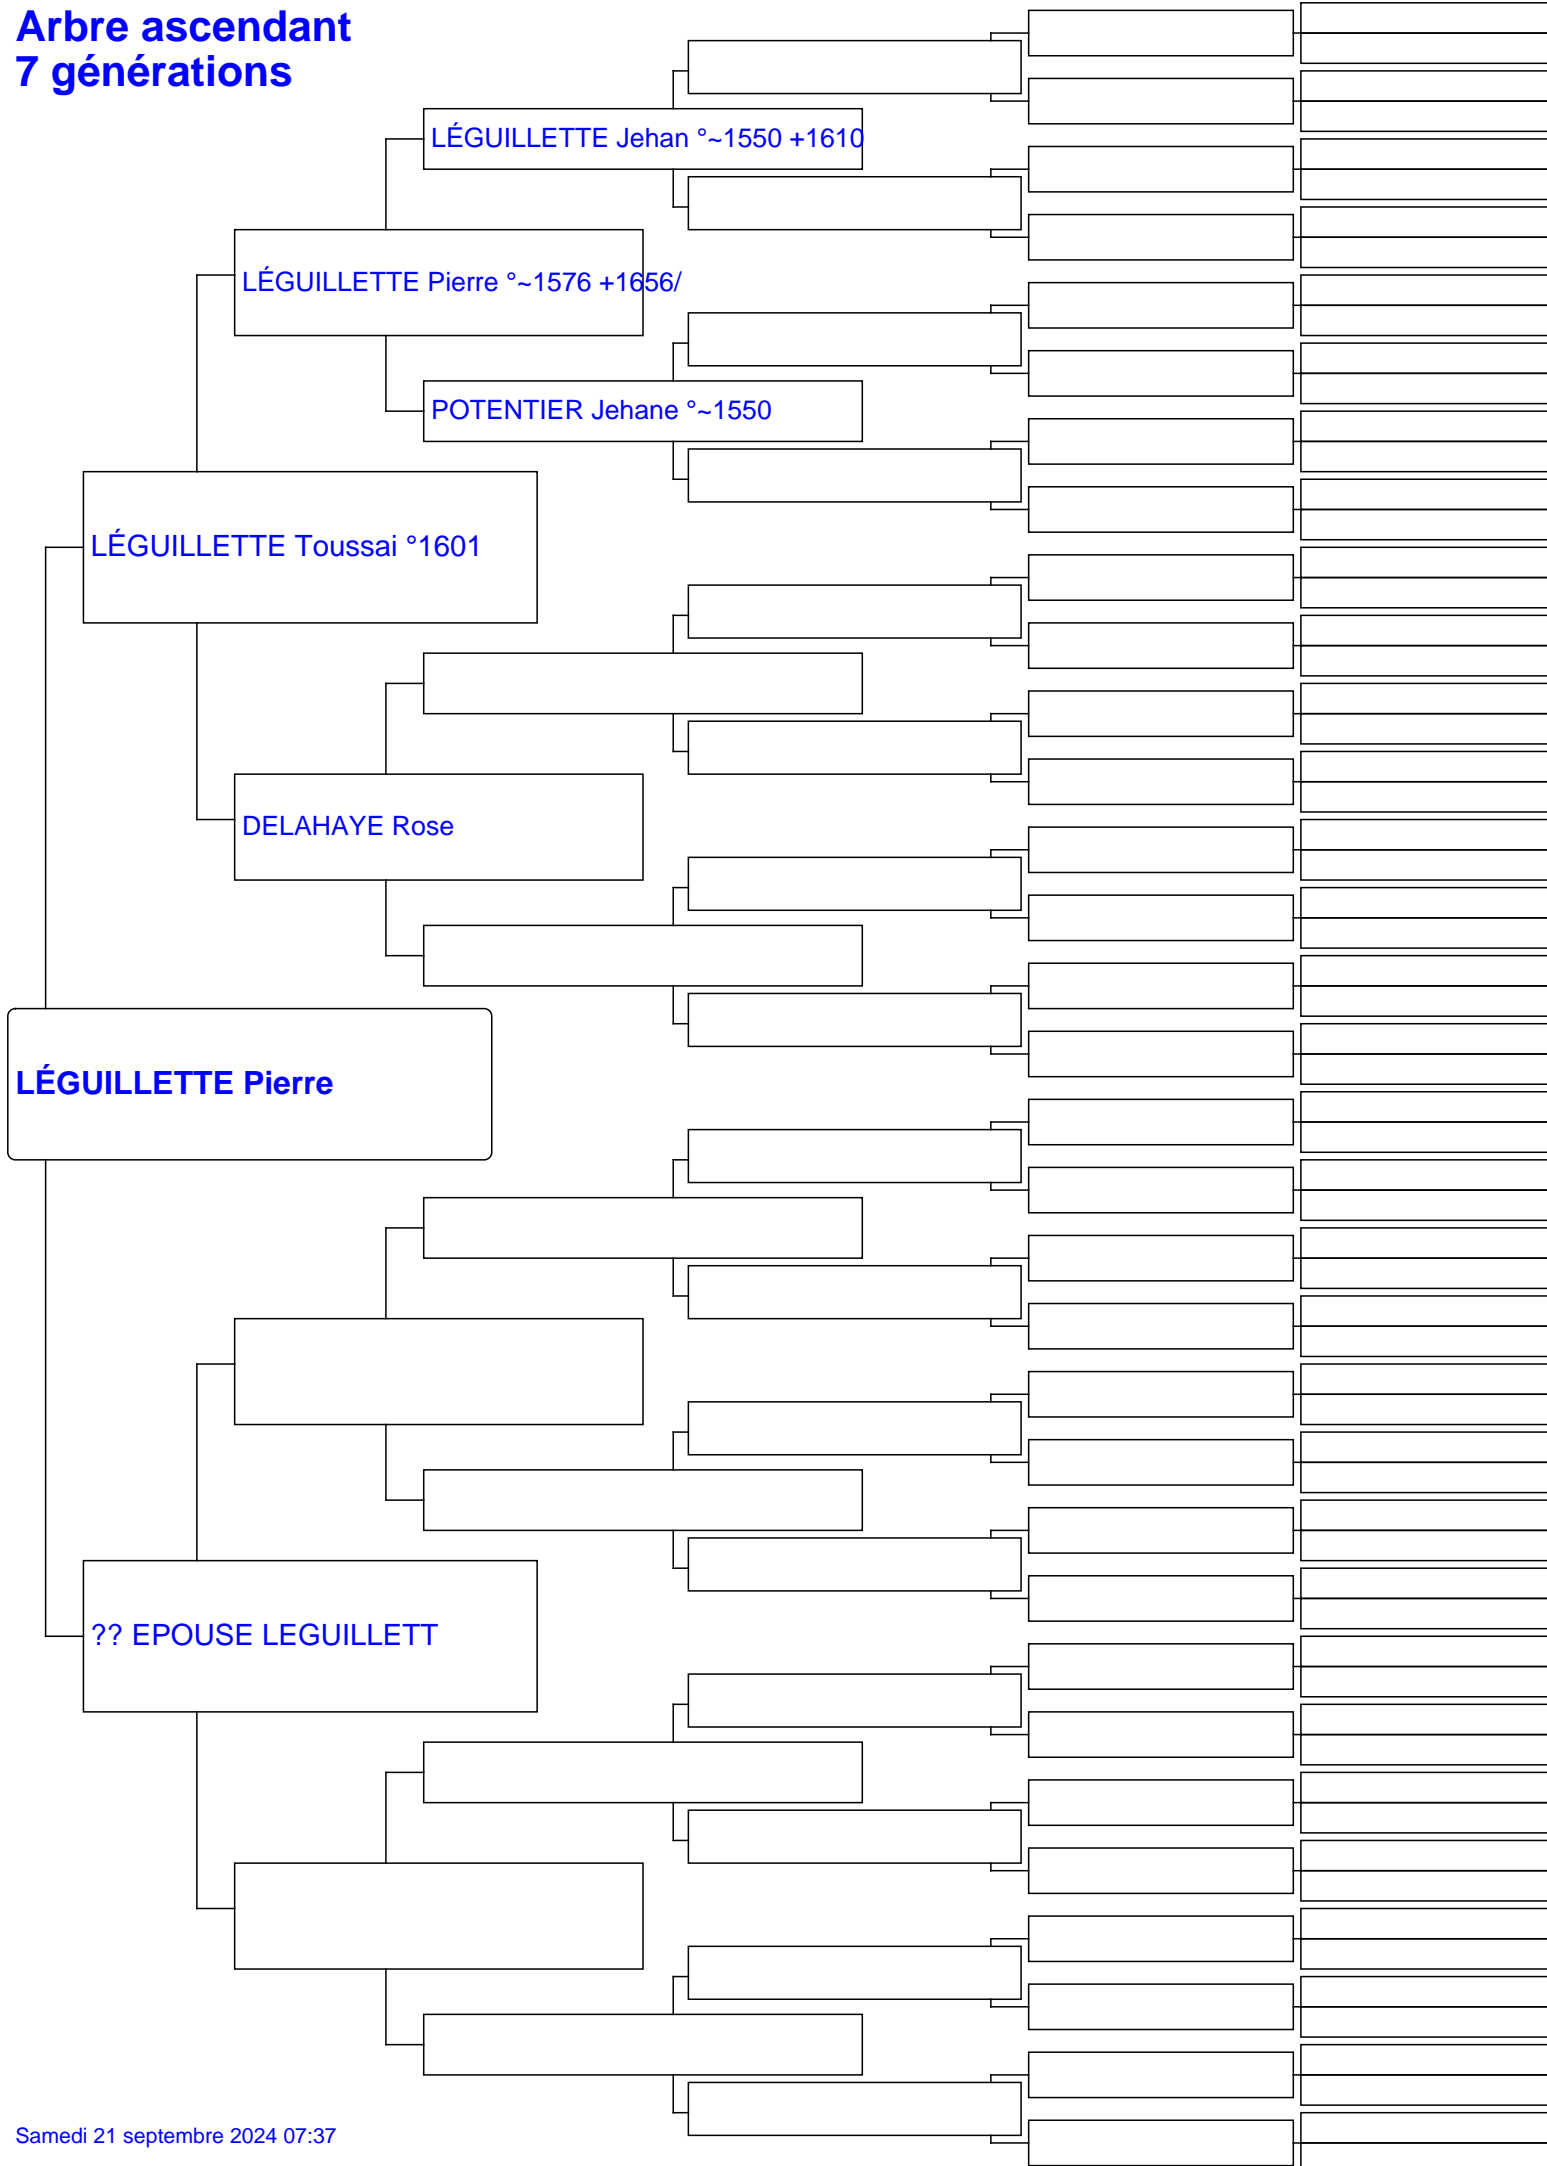 Arbre ascendant
7 générations
LÉGUILLETTE Jehan °~1550 +1610
LÉGUILLETTE Pierre °~1576 +1656/
POTENTIER Jehane °~1550
LÉGUILLETTE Toussai °1601
DELAHAYE Rose
LÉGUILLETTE Pierre
?? EPOUSE LEGUILLETT
Samedi 21 septembre 2024 07:37